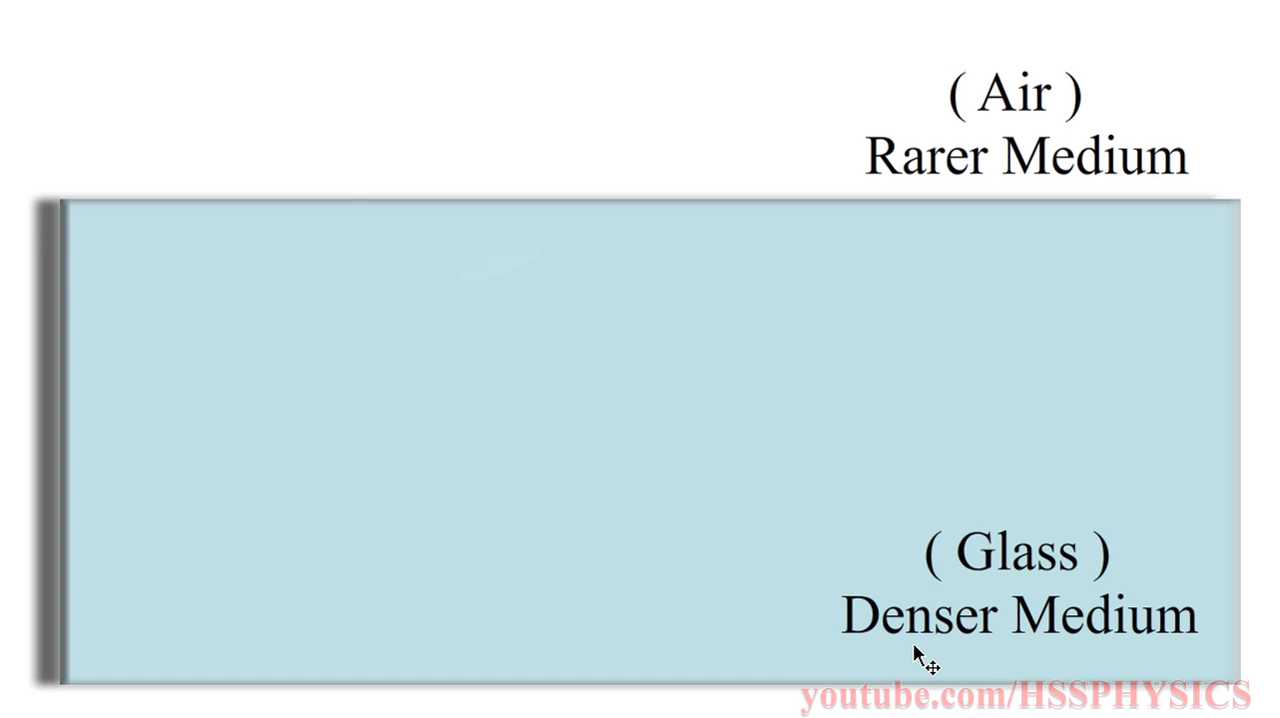 ( Air )
Rarer Medium
( Glass )
Denser Medium
youtube.com/HSSPHYSICS